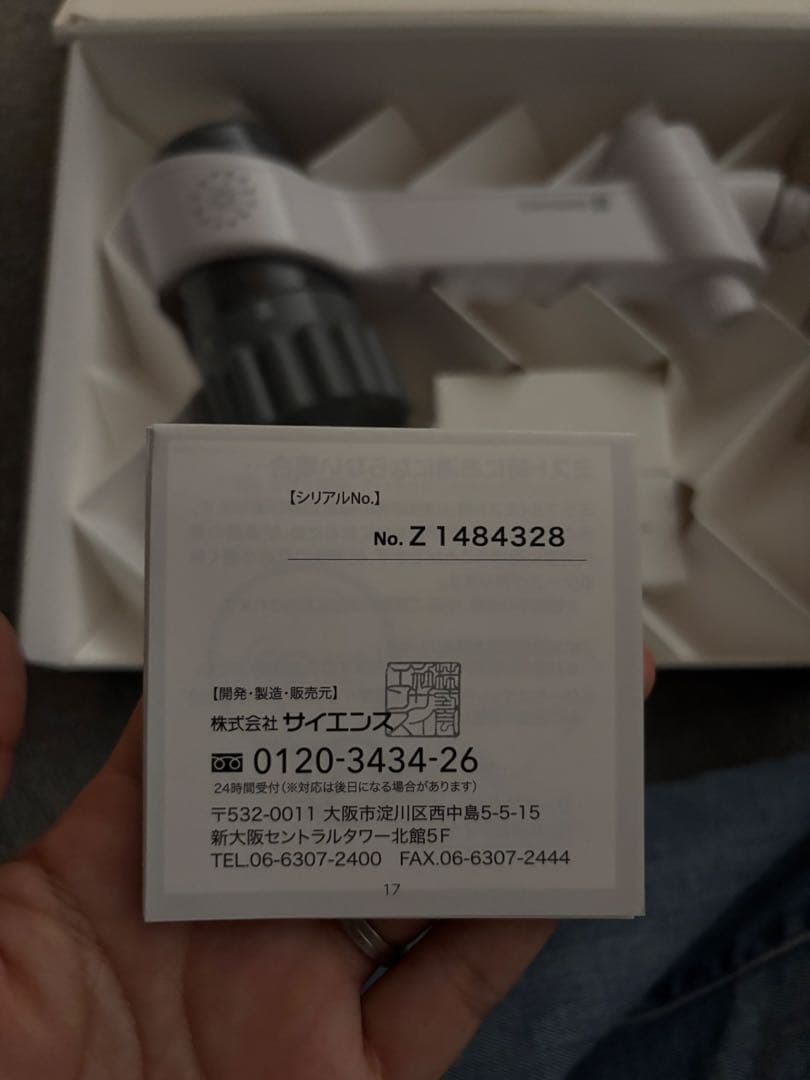 【シリアルNo.】
No. Z 1484328
【開発・製造・販売元】
株式会社 サイエンス
0120-3434-26
24時間受付(※対応は後日になる場合があります)
〒532-0011 大阪市淀川区西中島5-5-15
新大阪セントラルタワー北館5F
TEL.06-6307-2400 FAX.06-6307-2444
17